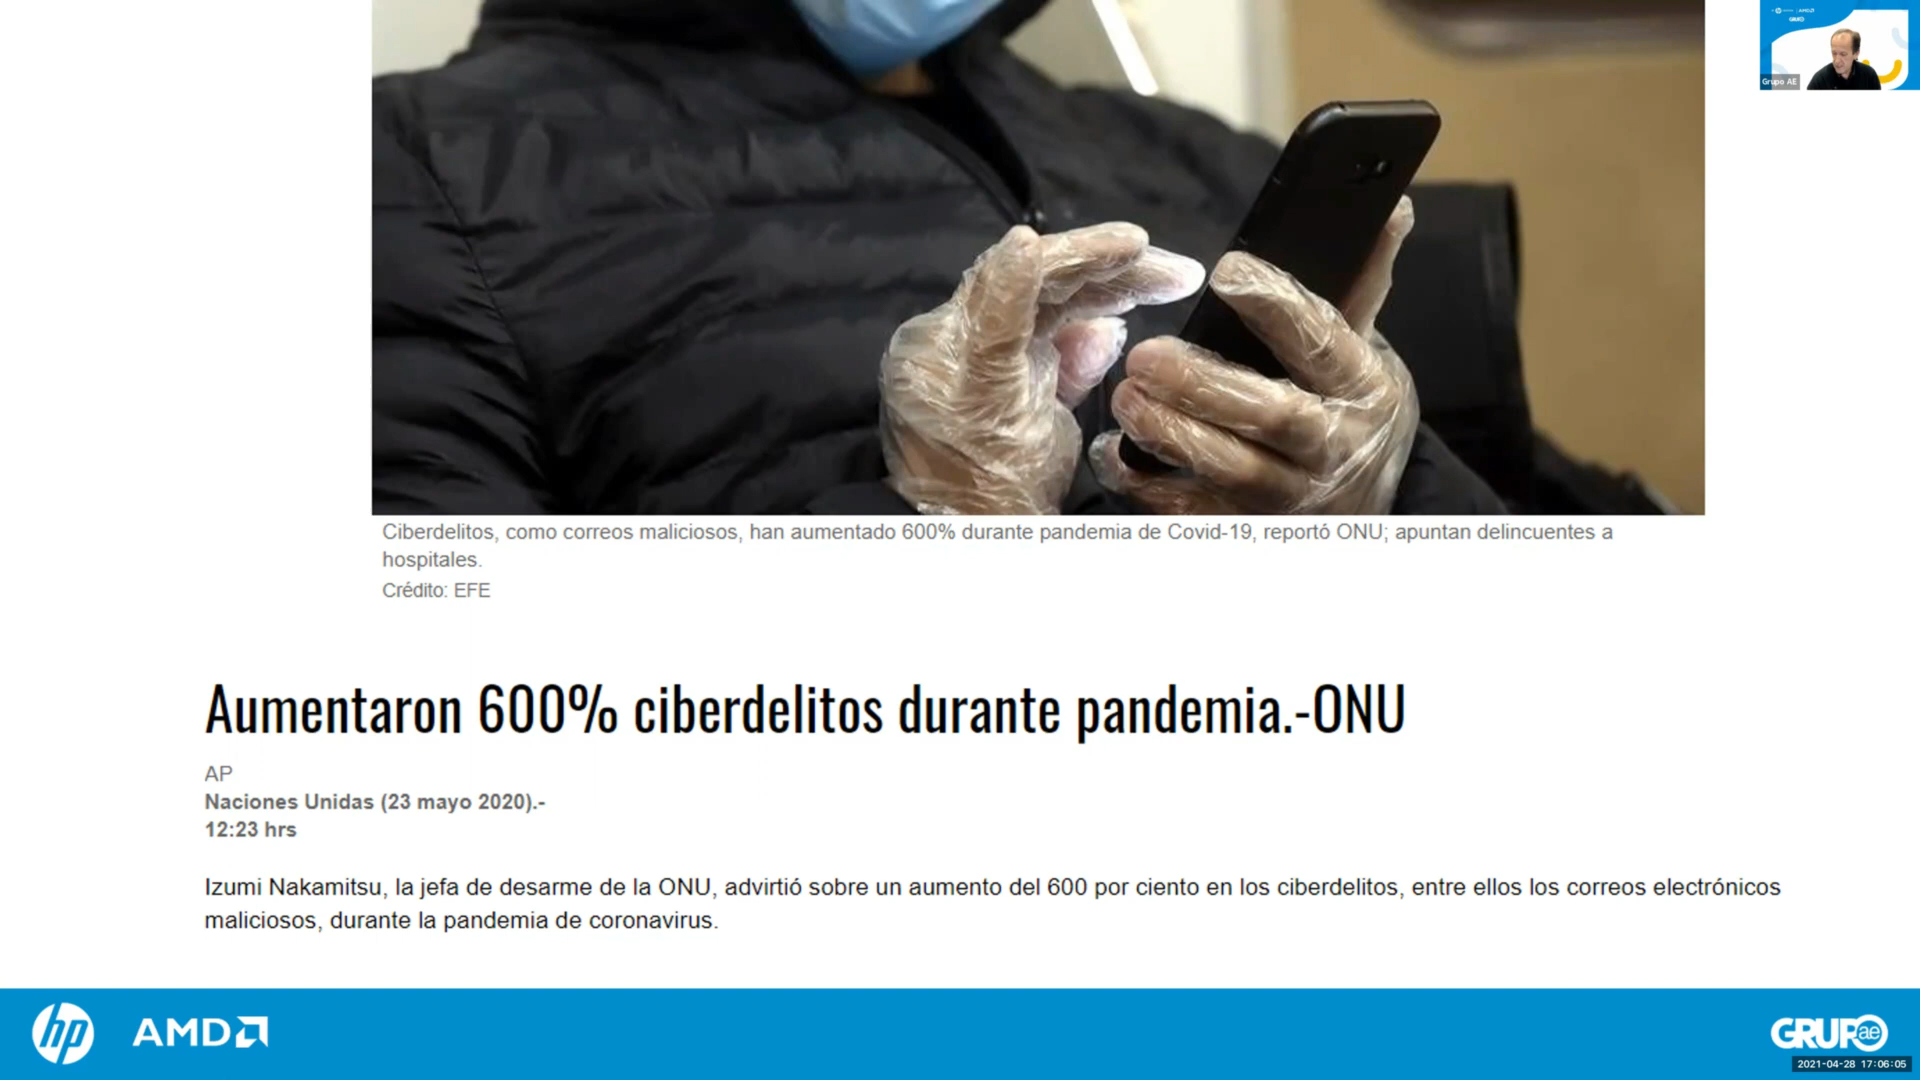 AMD
GRUPO
Grupo AE
Ciberdelitos, como correos maliciosos, han aumentado 600% durante pandemia de Covid-19, reportó ONU; apuntan delincuentes a
hospitales.
Crédito: EFE
Aumentaron 600% ciberdelitos durante pandemia.-ONU
AP
Naciones Unidas (23 mayo 2020).-
12:23 hrs
Izumi Nakamitsu, la jefa de desarme de la ONU, advirtió sobre un aumento del 600 por ciento en los ciberdelitos, entre ellos los correos electrónicos
maliciosos, durante la pandemia de coronavirus.
hp AMD
GRUPO ae
2021-04-28 17:06:05